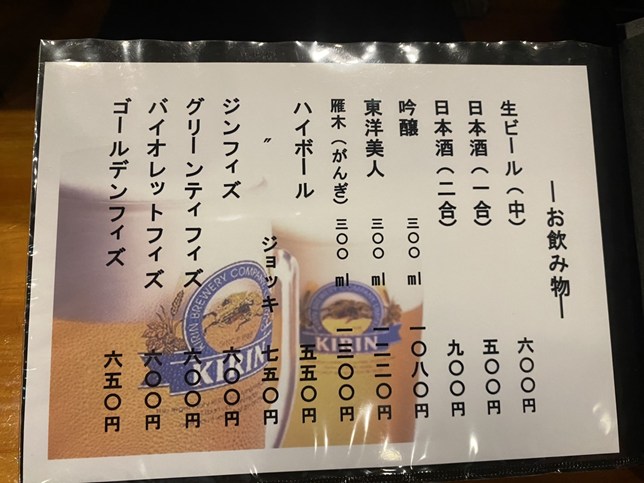 ―お飲み物―
生ビール（中） 六〇〇円
日本酒（一合） 五〇〇円
日本酒（二合） 九〇〇円
吟醸 三〇〇㎖ 一〇八〇円
東洋美人 三〇〇㎖ 一二二〇円
雁木（がんぎ） 三〇〇㎖ 一三〇〇円
ハイボール 五五〇円
〃 ジョッキ 七五〇円
ジンフィズ 六〇〇円
グリーンティフィズ 六〇〇円
バイオレットフィズ 六〇〇円
ゴールデンフィズ 六五〇円
KIRIN BREWERY COMPANY
KIRIN
KIRIN